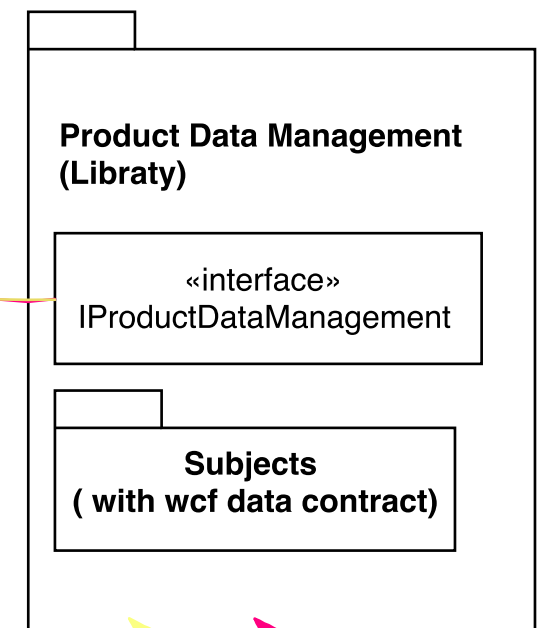 Product Data Management
(Libraty)
«interface»
IProductDataManagement
Subjects
( with wcf data contract)